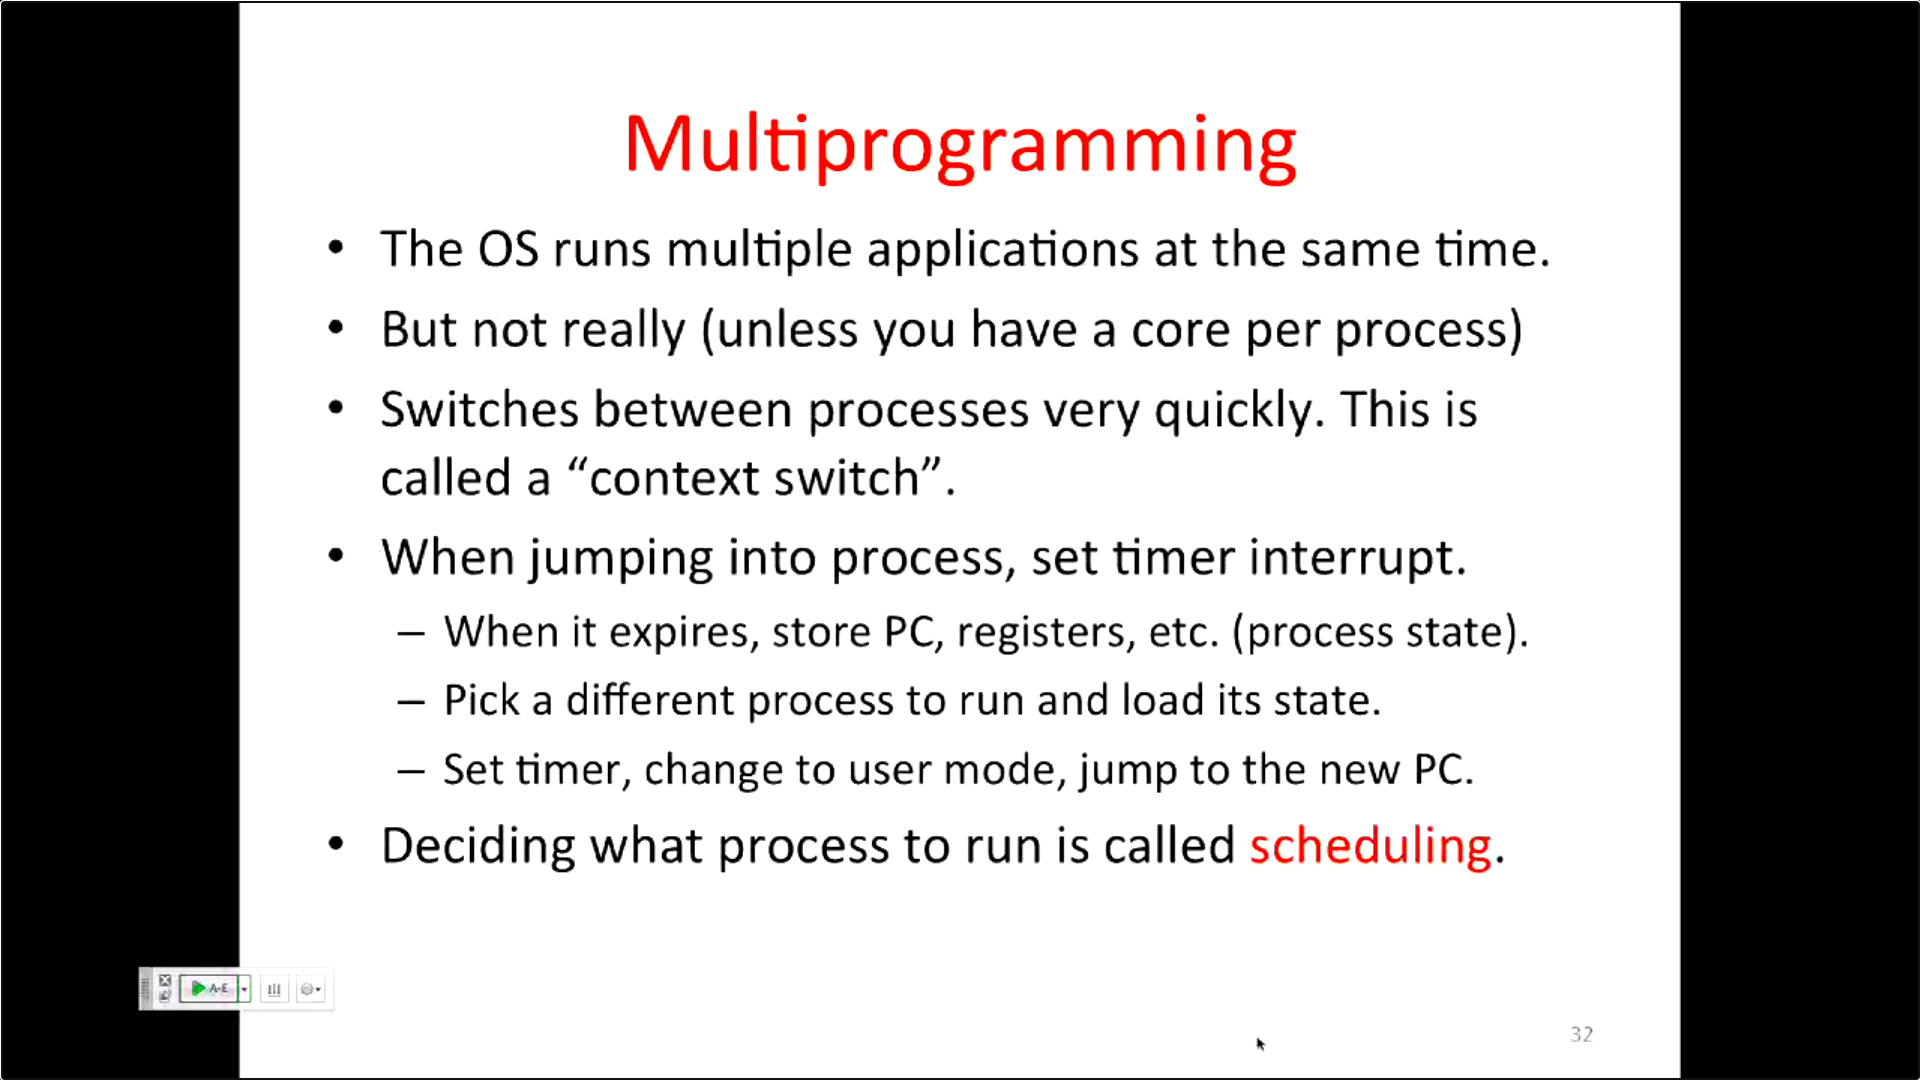 Multiprogramming
• The OS runs multiple applications at the same time.
• But not really (unless you have a core per process)
• Switches between processes very quickly. This is
called a “context switch”.
• When jumping into process, set timer interrupt.
– When it expires, store PC, registers, etc. (process state).
– Pick a different process to run and load its state.
– Set timer, change to user mode, jump to the new PC.
• Deciding what process to run is called scheduling.
A-E
32